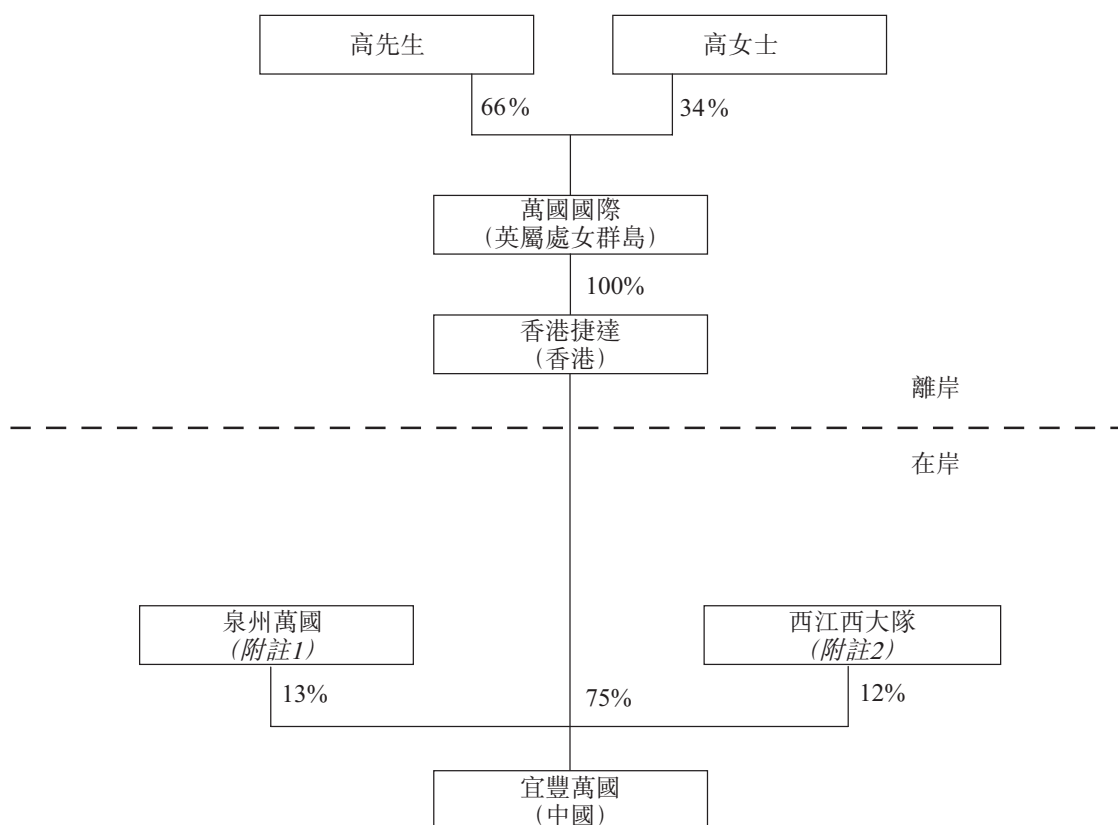 高先生
高女士
66%
34%
萬國國際
（英屬處女群島）
100%
香港捷達
（香港）
離岸
在岸
泉州萬國
（附註1）
西江西大隊
（附註2）
13%
75%
12%
宜豐萬國
（中國）